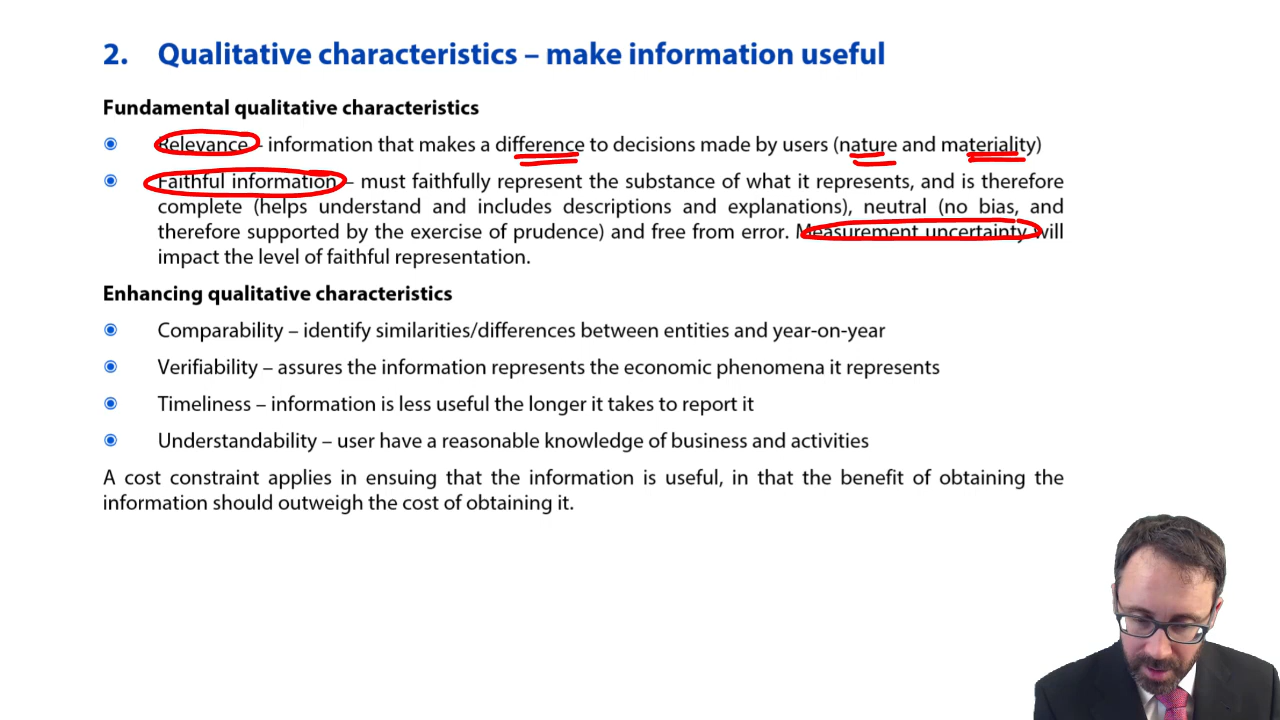 2. Qualitative characteristics – make information useful
Fundamental qualitative characteristics
Relevance – information that makes a difference to decisions made by users (nature and materiality)
Faithful information – must faithfully represent the substance of what it represents, and is therefore
complete (helps understand and includes descriptions and explanations), neutral (no bias, and
therefore supported by the exercise of prudence) and free from error. Measurement uncertainty will
impact the level of faithful representation.
Enhancing qualitative characteristics
Comparability – identify similarities/differences between entities and year-on-year
Verifiability – assures the information represents the economic phenomena it represents
Timeliness – information is less useful the longer it takes to report it
Understandability – user have a reasonable knowledge of business and activities
A cost constraint applies in ensuing that the information is useful, in that the benefit of obtaining the
information should outweigh the cost of obtaining it.